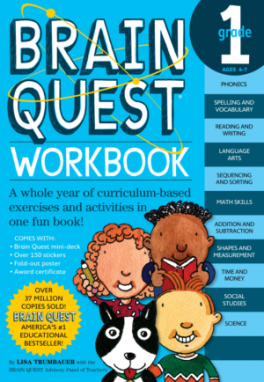 BRAIN
QUEST
WORKBOOK
A whole year of curriculum-based
exercises and activities in
one fun book!
COMES WITH:
• Brain Quest mini-deck
• Over 150 stickers
• Fold-out poster
• Award certificate
OVER
37 MILLION
COPIES SOLD!
BRAIN QUEST
AMERICA'S #1
EDUCATIONAL
BESTSELLER!
By LISA TRUMBAUER with the
BRAIN QUEST Advisory Panel of Teachers
grade
1
AGES 6–7
PHONICS
SPELLING AND
VOCABULARY
READING AND
WRITING
LANGUAGE
ARTS
SEQUENCING
AND SORTING
MATH SKILLS
ADDITION AND
SUBTRACTION
SHAPES AND
MEASUREMENT
TIME AND
MONEY
SOCIAL
STUDIES
SCIENCE